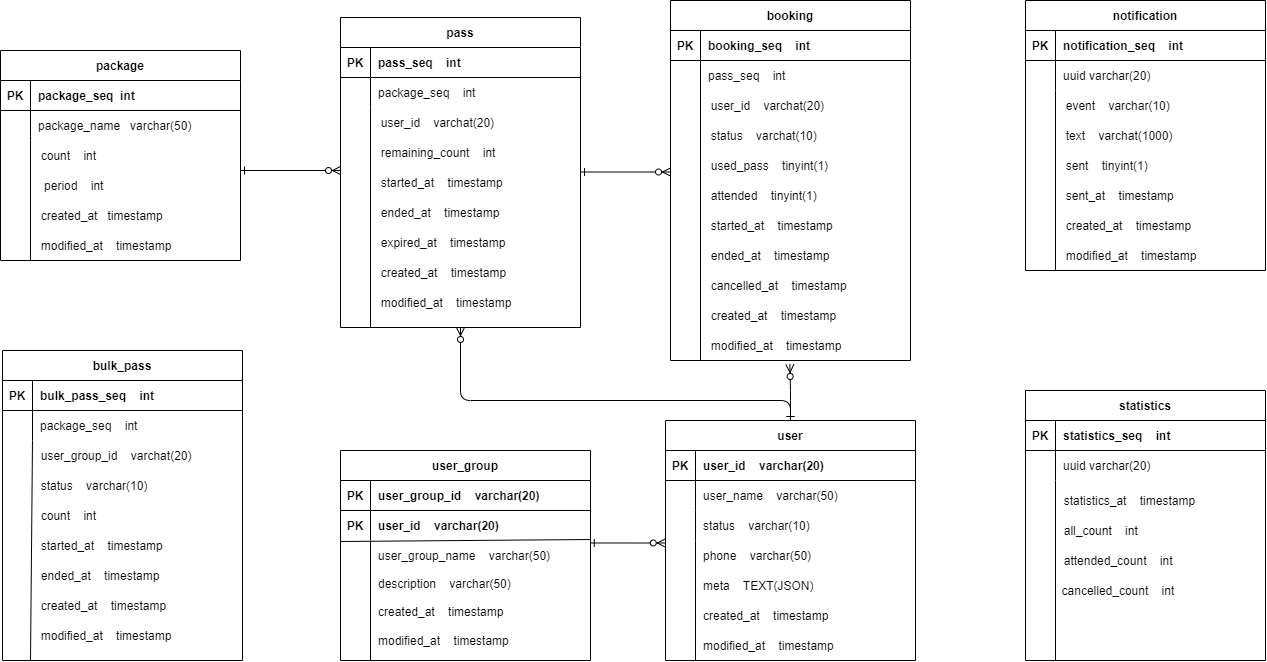 package
PK package_seq int
package_name varchar(50)
count int
period int
created_at timestamp
modified_at timestamp
pass
PK pass_seq int
package_seq int
user_id varchat(20)
remaining_count int
started_at timestamp
ended_at timestamp
expired_at timestamp
created_at timestamp
modified_at timestamp
booking
PK booking_seq int
pass_seq int
user_id varchat(20)
status varchat(10)
used_pass tinyint(1)
attended tinyint(1)
started_at timestamp
ended_at timestamp
cancelled_at timestamp
created_at timestamp
modified_at timestamp
notification
PK notification_seq int
uuid varchar(20)
event varchar(10)
text varchat(1000)
sent tinyint(1)
sent_at timestamp
created_at timestamp
modified_at timestamp
bulk_pass
PK bulk_pass_seq int
package_seq int
user_group_id varchat(20)
status varchar(10)
count int
started_at timestamp
ended_at timestamp
created_at timestamp
modified_at timestamp
user_group
PK user_group_id varchar(20)
PK user_id varchar(20)
user_group_name varchar(50)
description varchar(50)
created_at timestamp
modified_at timestamp
user
PK user_id varchar(20)
user_name varchar(50)
status varchar(10)
phone varchar(50)
meta TEXT(JSON)
created_at timestamp
modified_at timestamp
statistics
PK statistics_seq int
uuid varchar(20)
statistics_at timestamp
all_count int
attended_count int
cancelled_count int